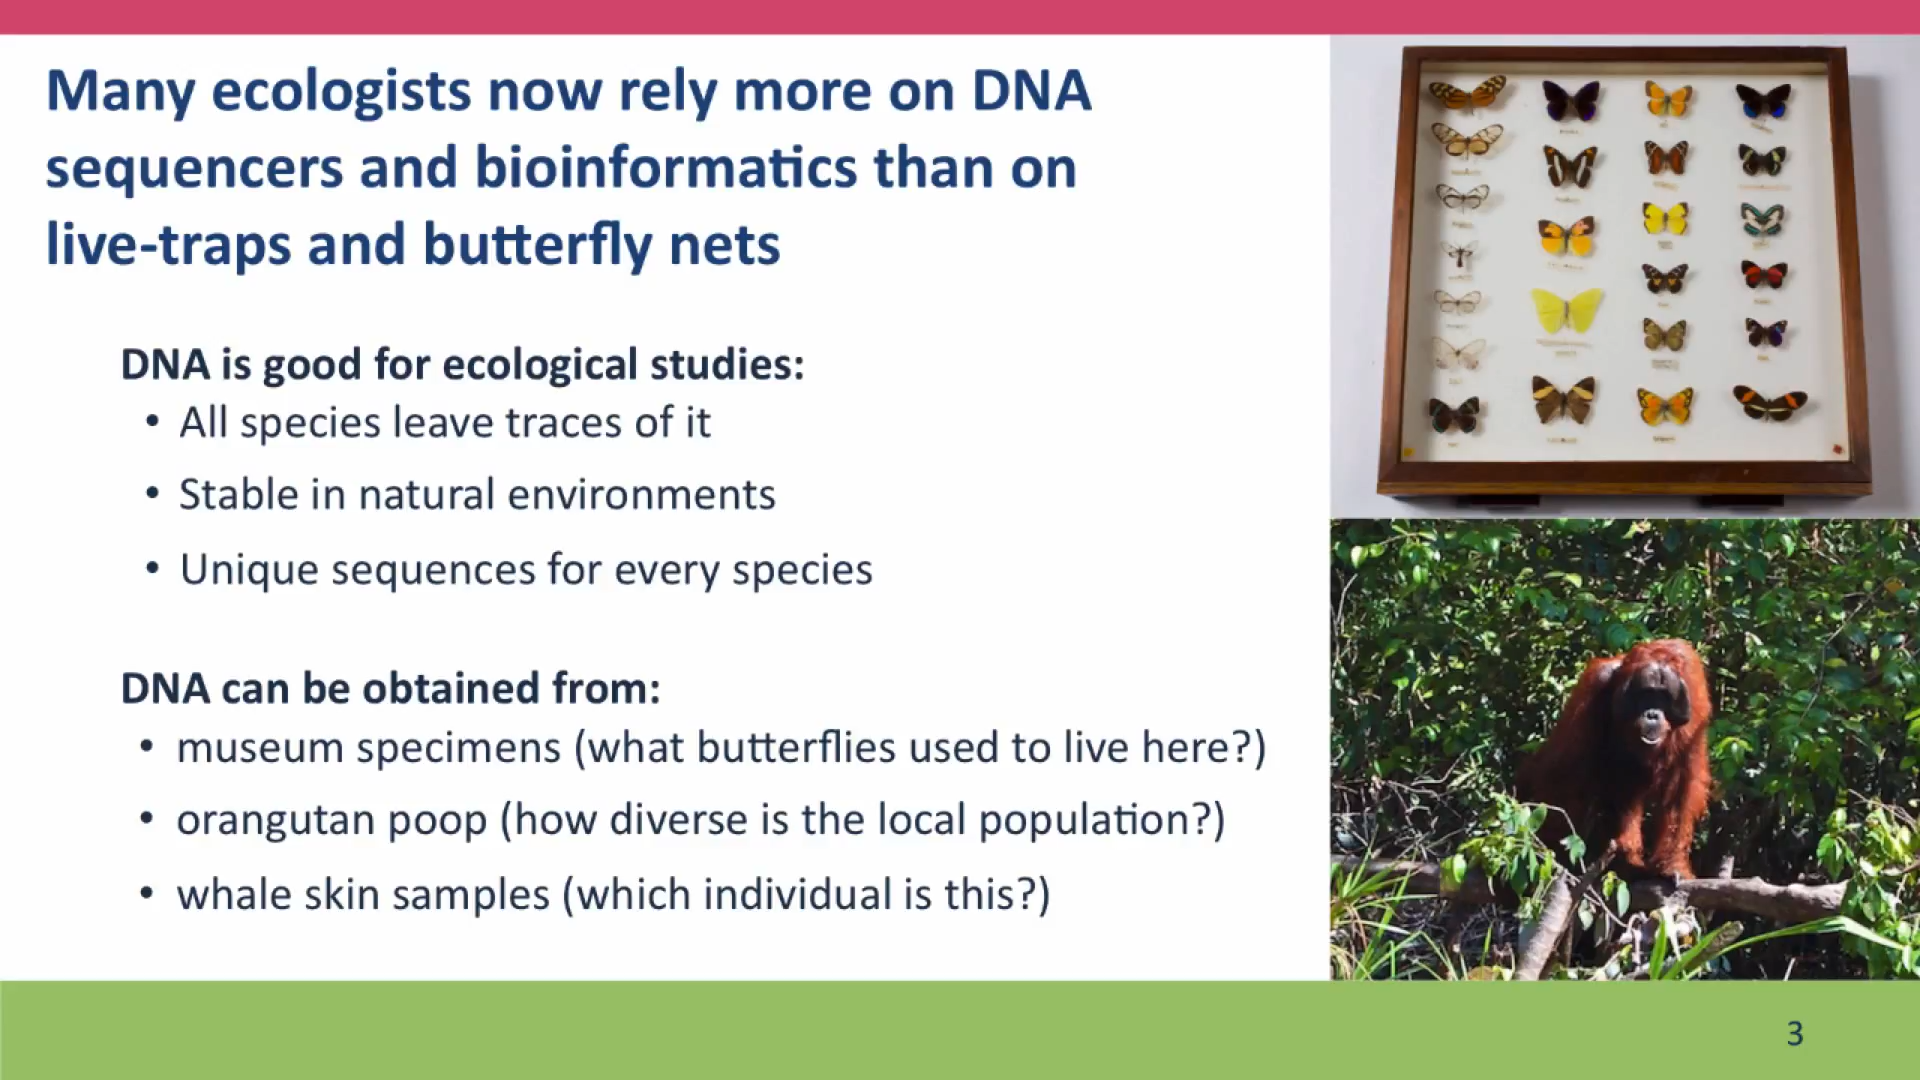 Many ecologists now rely more on DNA
sequencers and bioinformatics than on
live-traps and butterfly nets
DNA is good for ecological studies:
• All species leave traces of it
• Stable in natural environments
• Unique sequences for every species
DNA can be obtained from:
• museum specimens (what butterflies used to live here?)
• orangutan poop (how diverse is the local population?)
• whale skin samples (which individual is this?)
3